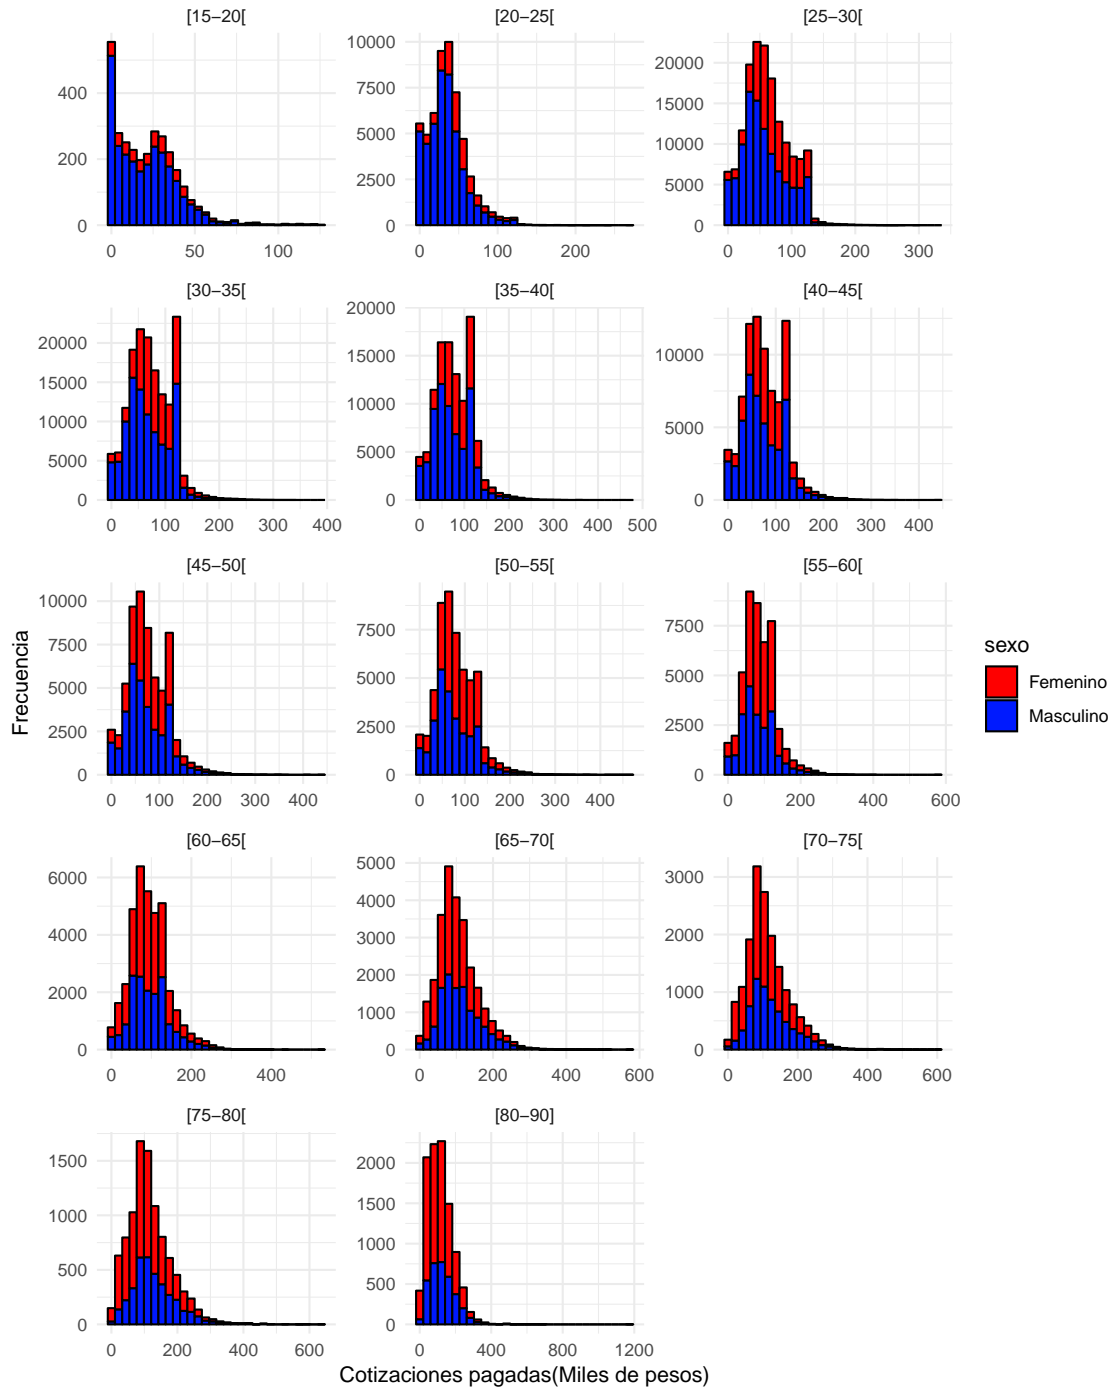 [15−20[ [20−25[ [25−30[
0 200 400
0 50 100
0 2500 5000 7500 10000
0 100 200
0 5000 10000 15000 20000
0 100 200 300
[30−35[ [35−40[ [40−45[
0 5000 10000 15000 20000
0 100 200 300 400
0 5000 10000 15000 20000
0 100 200 300 400 500
0 5000 10000
0 100 200 300 400
[45−50[ [50−55[ [55−60[
0 2500 5000 7500 10000
0 100 200 300 400
0 2500 5000 7500
0 100 200 300 400
0 2500 5000 7500
0 200 400 600
[60−65[ [65−70[ [70−75[
0 2000 4000 6000
0 200 400
0 1000 2000 3000 4000 5000
0 200 400 600
0 1000 2000 3000
0 200 400 600
[75−80[ [80−90]
0 500 1000 1500
0 200 400 600
0 500 1000 1500 2000
0 400 800 1200
Cotizaciones pagadas(Miles de pesos)
Frecuencia
sexo
Femenino
Masculino